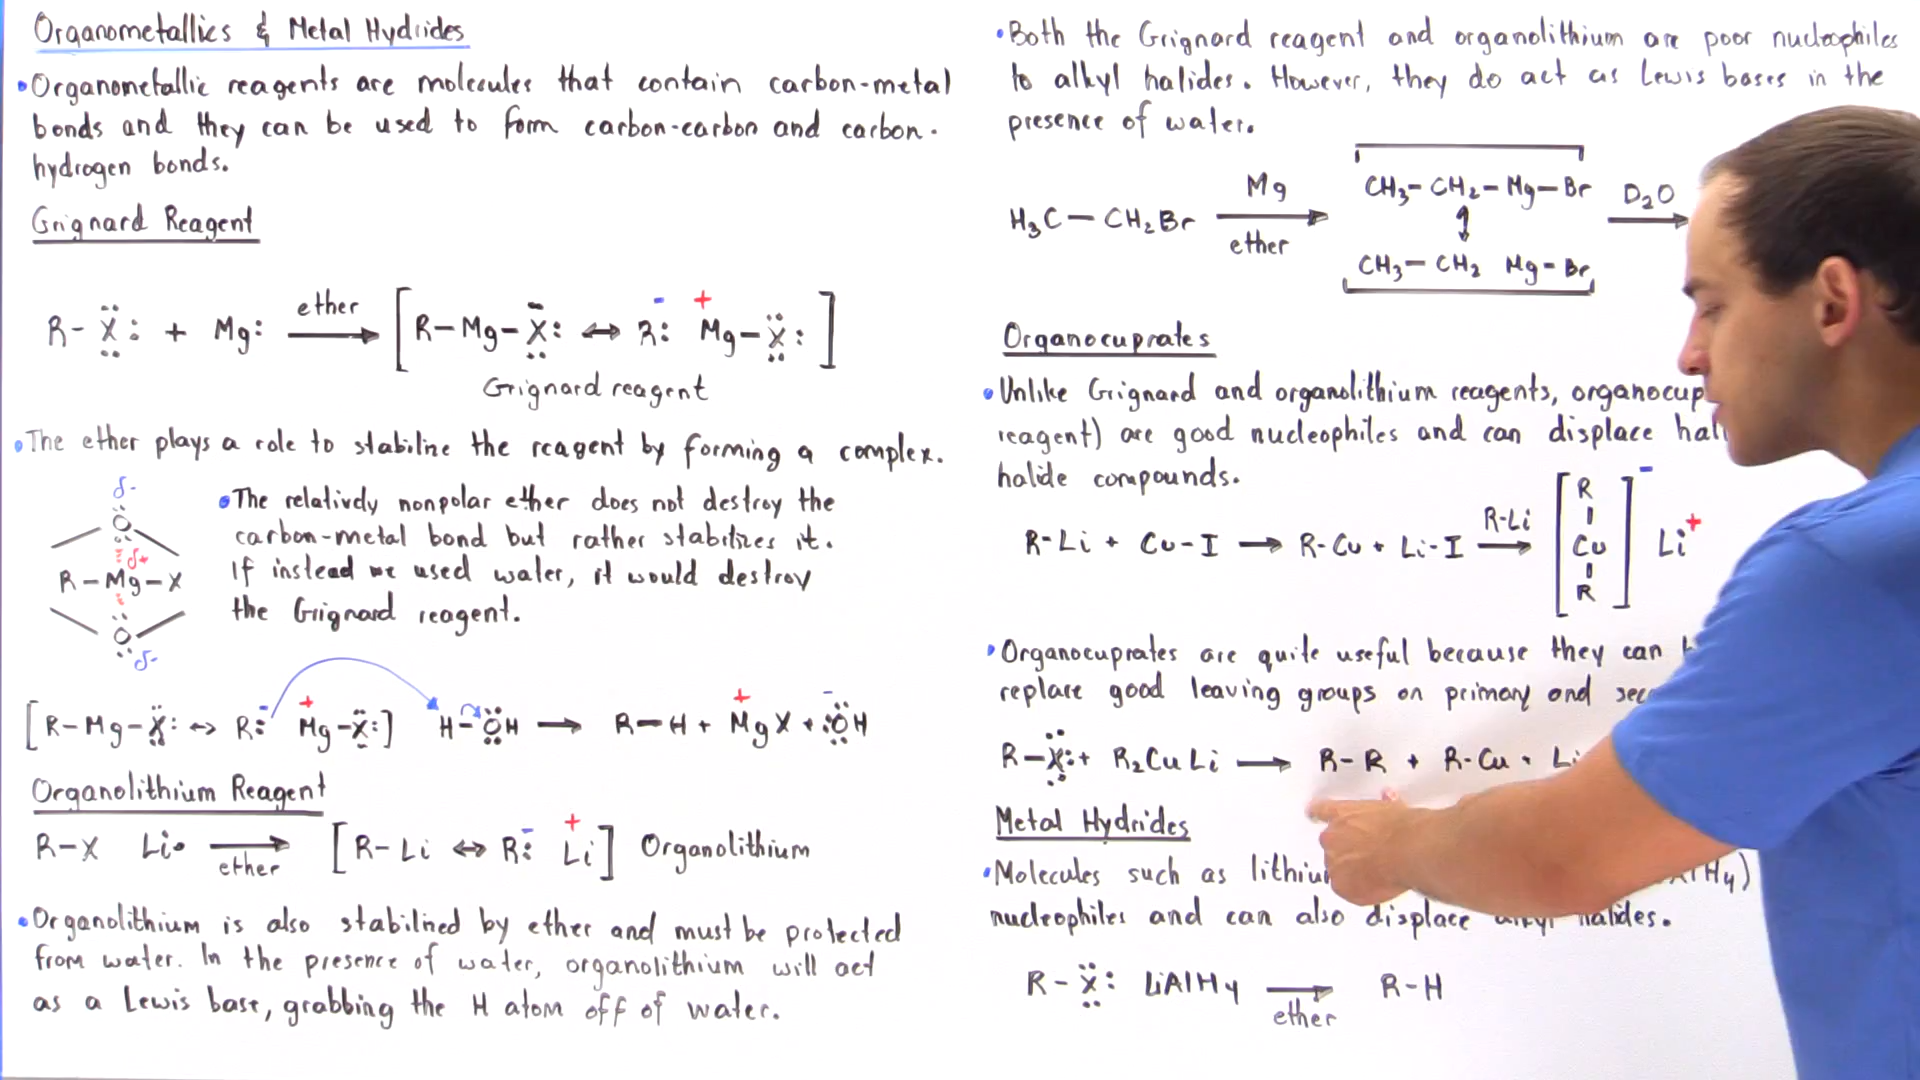 Organometallics & Metal Hydrides
•Organometallic reagents are molecules that contain carbon-metal
bonds and they can be used to form carbon-carbon and carbon-
hydrogen bonds.
Grignard Reagent
R-X: + Mg: ether [R-Mg-X: ↔ R:⁻ ⁺Mg-X:]
Grignard reagent
•The ether plays a role to stabilize the reagent by forming a complex.
δ-
O
δ+
R-Mg-X
O
δ-
•The relatively nonpolar ether does not destroy the
carbon-metal bond but rather stabilizes it.
If instead we used water, it would destroy
the Grignard reagent.
[R-Mg-X: ↔ R:⁻ ⁺Mg-X:] H-OH → R-H + ⁺MgX + ⁻:OH
Organolithium Reagent
R-X Li• → ether [R-Li ↔ R:⁻ Li⁺] Organolithium
•Organolithium is also stabilized by ether and must be protected
from water. In the presence of water, organolithium will act
as a Lewis base, grabbing the H atom off of water.
•Both the Grignard reagent and organolithium are poor nucleophiles
to alkyl halides. However, they do act as Lewis bases in the
presence of water.
H₃C-CH₂Br → Mg ether
CH₃-CH₂-Mg-Br
↕
CH₃-CH₂ Mg-Br
D₂O →
Organocuprates
•Unlike Grignard and organolithium reagents,
reagent) are good nucleophiles and can displace
halide compounds.
R-Li + Cu-I → R-Cu + Li-I → R-Li [R-Cu-R]⁻ Li⁺
•Organocuprates are quite useful because they can
replace good leaving groups on primary and
R-X: + R₂CuLi → R-R + R-Cu +
Metal Hydrides
•Molecules such as
nucleophiles and can also displace alkyl halides.
R-X: LiAlH₄ → ether R-H